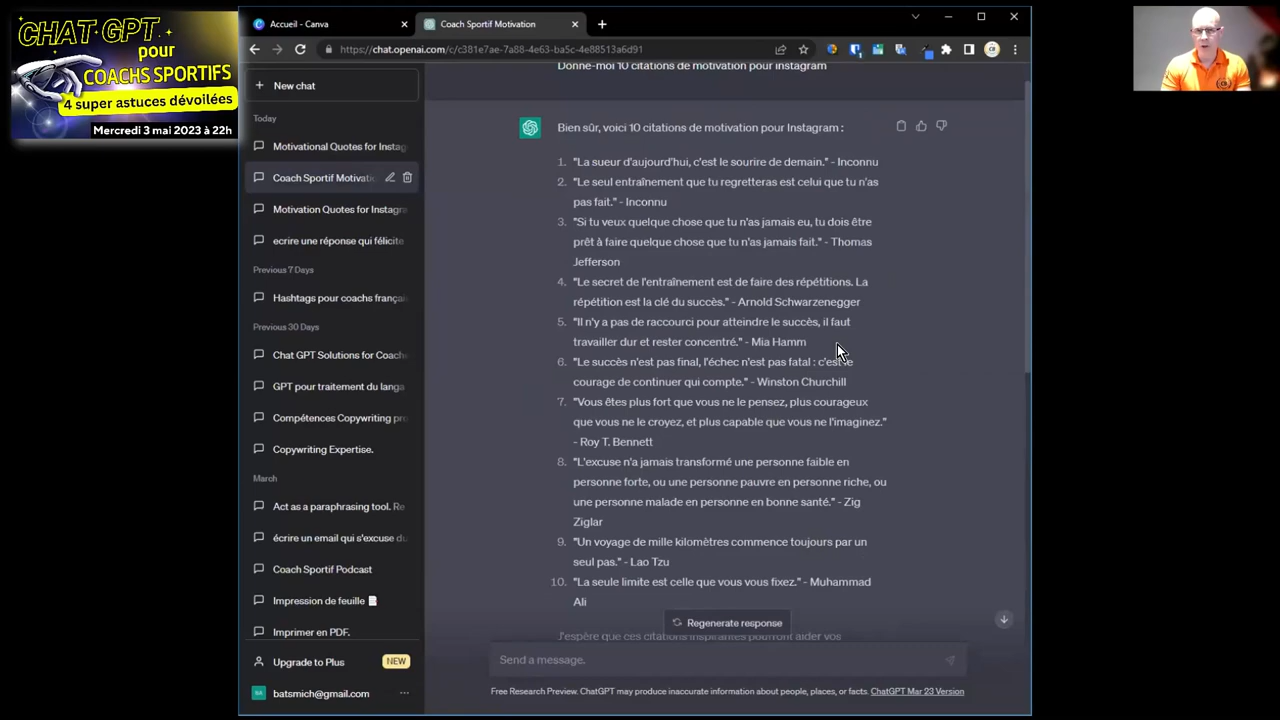 CHAT GPT
pour
COACHS SPORTIFS
4 super astuces dévoilées
Mercredi 3 mai 2023 à 22h
Accueil - Canva
Coach Sportif Motivation
https://chat.openai.com/c/c381e7ae-7a88-4e63-ba5c-4e88513a6d91
New chat
Today
Motivational Quotes for Instag
Coach Sportif Motivati
Motivation Quotes for Instagra
ecrire une réponse qui félicite
Previous 7 Days
Hashtags pour coachs frança
Previous 30 Days
Chat GPT Solutions for Coache
GPT pour traitement du langa
Compétences Copywriting pro
Copywriting Expertise.
March
Act as a paraphrasing tool. Re
écrire un email qui s'excuse du
Coach Sportif Podcast
Impression de feuille
Imprimer en PDF.
Upgrade to Plus
NEW
BA
batsmich@gmail.com
Donne-moi 10 citations de motivation pour instagram
Bien sûr, voici 10 citations de motivation pour Instagram :
1. "La sueur d'aujourd'hui, c'est le sourire de demain." - Inconnu
2. "Le seul entraînement que tu regretteras est celui que tu n'as
pas fait." - Inconnu
3. "Si tu veux quelque chose que tu n'as jamais eu, tu dois être
prêt à faire quelque chose que tu n'as jamais fait." - Thomas
Jefferson
4. "Le secret de l'entraînement est de faire des répétitions. La
répétition est la clé du succès." - Arnold Schwarzenegger
5. "Il n'y a pas de raccourci pour atteindre le succès, il faut
travailler dur et rester concentré." - Mia Hamm
6. "Le succès n'est pas final, l'échec n'est pas fatal : c'est le
courage de continuer qui compte." - Winston Churchill
7. "Vous êtes plus fort que vous ne le pensez, plus courageux
que vous ne le croyez, et plus capable que vous ne l'imaginez."
- Roy T. Bennett
8. "L'excuse n'a jamais transformé une personne faible en
personne forte, ou une personne pauvre en personne riche, ou
une personne malade en personne en bonne santé." - Zig
Ziglar
9. "Un voyage de mille kilomètres commence toujours par un
seul pas." - Lao Tzu
10. "La seule limite est celle que vous vous fixez." - Muhammad
Ali
J'espère que ces citations inspirantes pourront aider vos
Regenerate response
Send a message.
Free Research Preview. ChatGPT may produce inaccurate information about people, places, or facts. ChatGPT Mar 23 Version